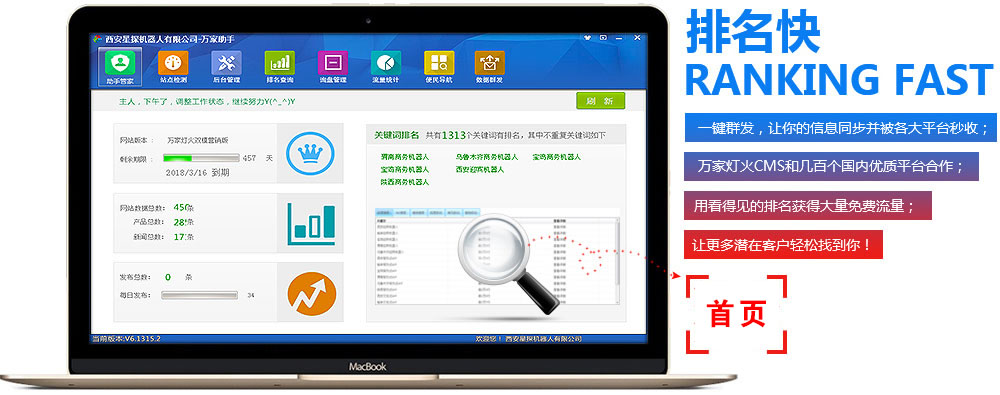 西安星探机器人有限公司-万家助手
助手管家 站点检测 后台管理 排名查询 询盘管理 流量统计 便民导航 数据群发
主人，下午了，调整工作状态，继续努力Y(^_^)Y
刷 新
网站版本： 万家灯火双模营销版
剩余期限： 457 天
2018/3/16 到期
网站数据总数: 456条
产品总数: 28
新闻总数: 17
发布总数: 0 条
每日发布: 34
关键词排名 共有1313个关键词有排名，其中不重复关键词如下
渭南商务机器人 乌鲁木齐商务机器人 宝鸡商务机器人
宝鸡商务机器人 西安迎宾机器人
陕西商务机器人
当前版本:V6.1315.2
欢迎您！ 西安星探机器人有限公司
MacBook
排名快
RANKING FAST
一键群发，让你的信息同步并被各大平台秒收；
万家灯火CMS和几百个国内优质平台合作；
用看得见的排名获得大量免费流量；
让更多潜在客户轻松找到你！
首页